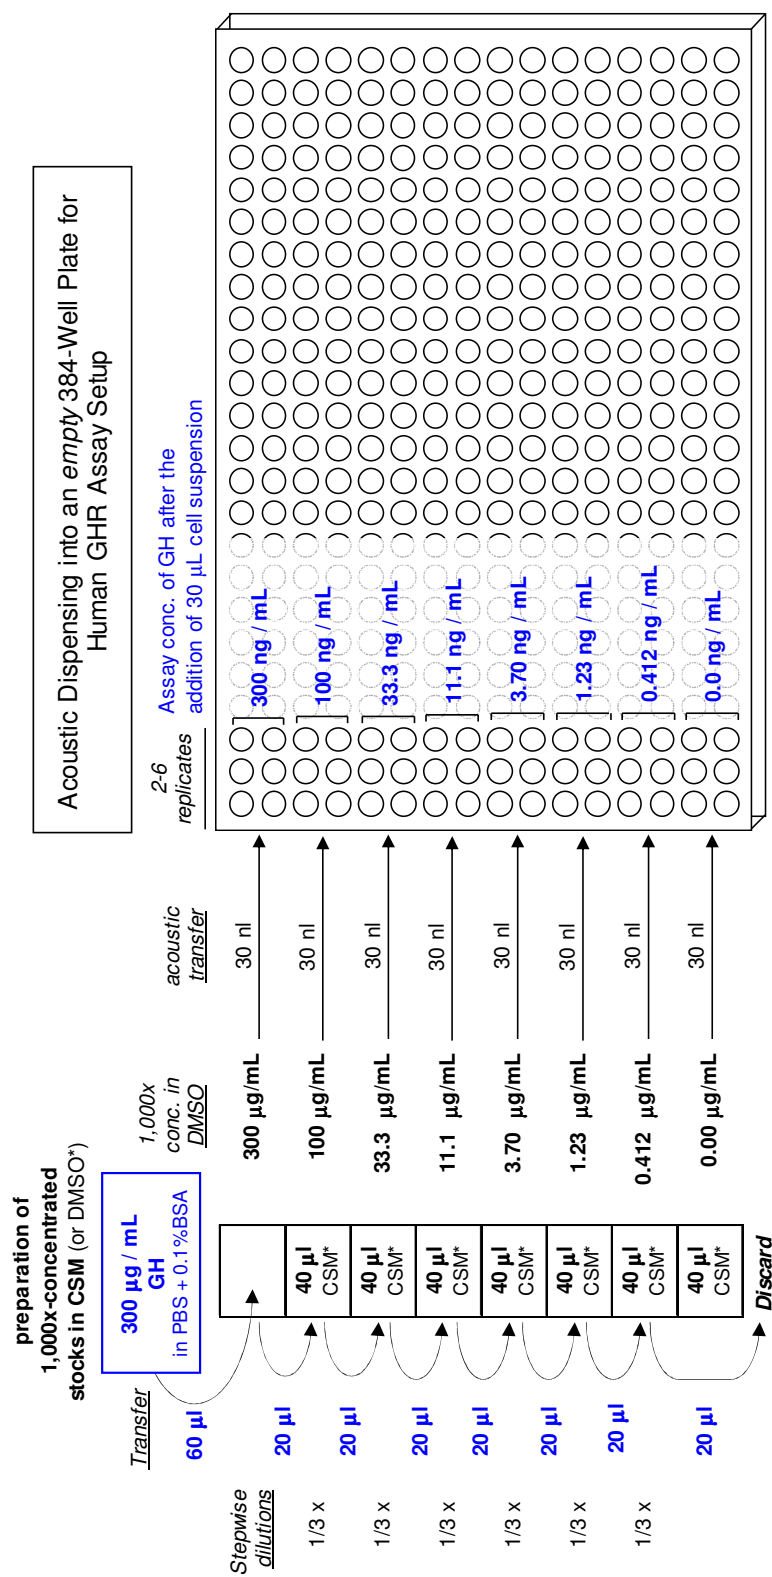 Acoustic Dispensing into an empty 384-Well Plate for
Human GHR Assay Setup
preparation of
1,000x-concentrated
stocks in CSM (or DMSO*)
300 µg / mL
GH
in PBS + 0.1%BSA
Stepwise
dilutions
Transfer
1,000x
conc. in
DMSO
acoustic
transfer
2-6
replicates
Assay conc. of GH after the
addition of 30 µL cell suspension
60 µl
20 µl
300 µg/mL
30 nl
300 ng / mL
1/3 x
20 µl
40 µl
CSM*
100 µg/mL
30 nl
100 ng / mL
1/3 x
20 µl
40 µl
CSM*
33.3 µg/mL
30 nl
33.3 ng / mL
1/3 x
20 µl
40 µl
CSM*
11.1 µg/mL
30 nl
11.1 ng / mL
1/3 x
20 µl
40 µl
CSM*
3.70 µg/mL
30 nl
3.70 ng / mL
1/3 x
20 µl
40 µl
CSM*
1.23 µg/mL
30 nl
1.23 ng / mL
1/3 x
20 µl
40 µl
CSM*
0.412 µg/mL
30 nl
0.412 ng / mL
20 µl
40 µl
CSM*
0.00 µg/mL
30 nl
0.0 ng / mL
Discard